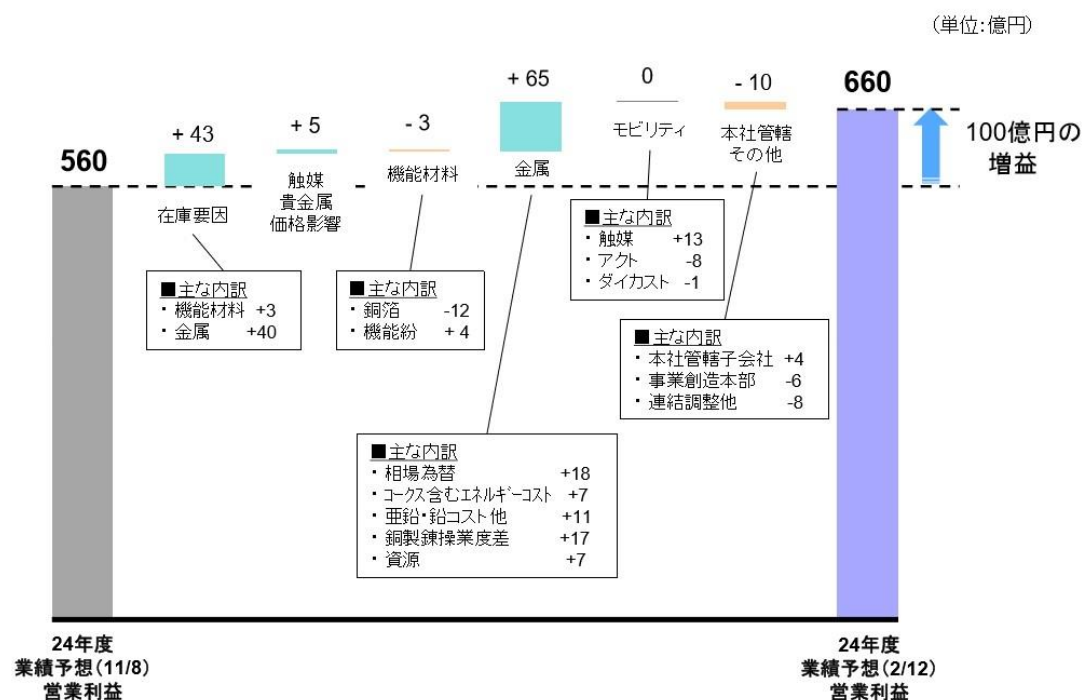 (単位:億円)
+ 43
+ 5
- 3
+ 65
0
- 10
560
660
在庫要因
触媒
貴金属
価格影響
機能材料
金属
モビリティ
本社管轄
その他
100億円の
増益
■主な内訳
・機能材料 +3
・金属 +40
■主な内訳
・銅箔 -12
・機能紛 + 4
■主な内訳
・相場為替 +18
・コークス含むエネルギーコスト +7
・亜鉛・鉛コスト他 +11
・銅製錬操業度差 +17
・資源 +7
■主な内訳
・触媒 +13
・アクト -8
・ダイカスト -1
■主な内訳
・本社管轄子会社 +4
・事業創造本部 -6
・連結調整他 -8
24年度
業績予想(11/8)
営業利益
24年度
業績予想(2/12)
営業利益